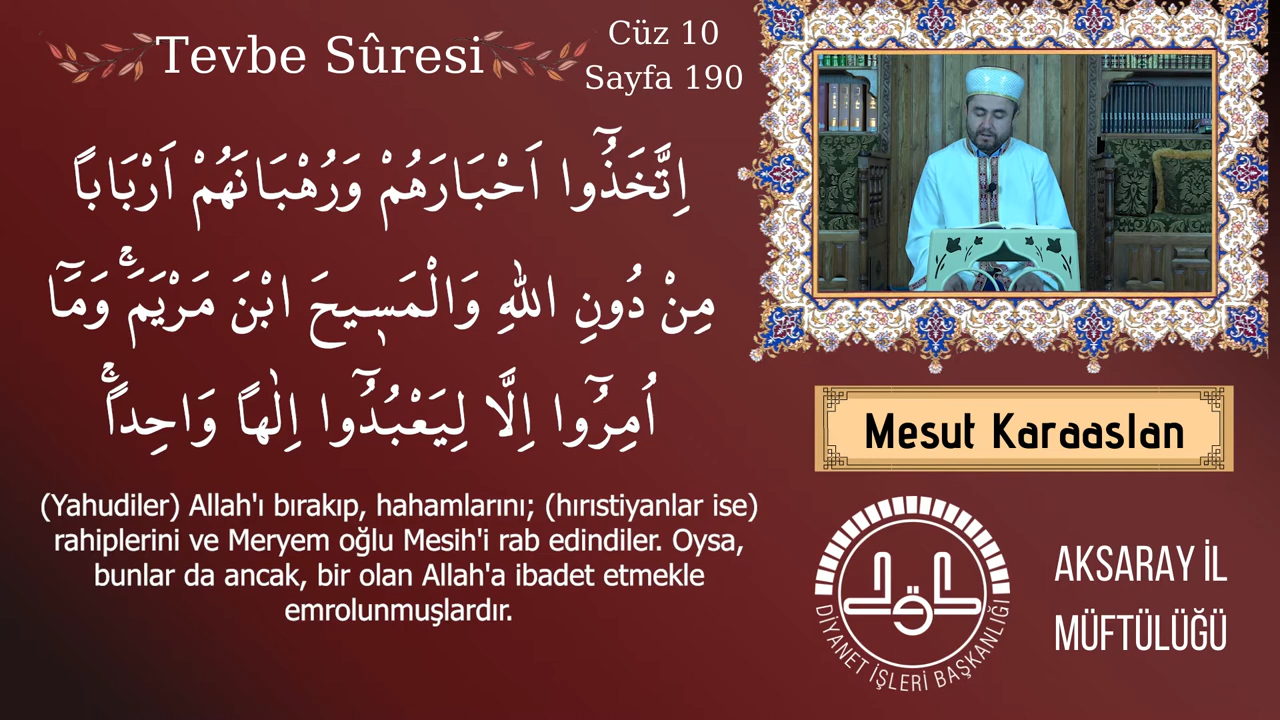 Tevbe Sûresi
Cüz 10
Sayfa 190
اِتَّخَذُٓوا اَحْبَارَهُمْ وَرُهْبَانَهُمْ اَرْبَاباً
مِنْ دُونِ اللّٰهِ وَالْمَس۪يحَ ابْنَ مَرْيَمَۚ وَمَٓا
اُمِرُٓوا اِلَّا لِيَعْبُدُٓوا اِلٰهاً وَاحِداًۚ
(Yahudiler) Allah'ı bırakıp, hahamlarını; (hıristiyanlar ise)
rahiplerini ve Meryem oğlu Mesih'i rab edindiler. Oysa,
bunlar da ancak, bir olan Allah'a ibadet etmekle
emrolunmuşlardır.
Mesut Karaaslan
DİYANET İŞLERİ BAŞKANLIĞI
AKSARAY İL
MÜFTÜLÜĞÜ